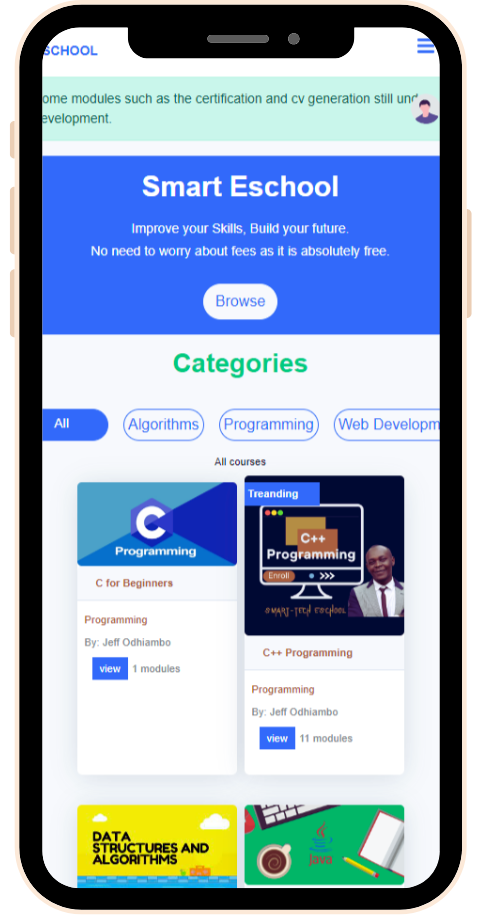 SCHOOL
ome modules such as the certification and cv generation still und
evelopment.
Smart Eschool
Improve your Skills, Build your future.
No need to worry about fees as it is absolutely free.
Browse
Categories
All
Algorithms
Programming
Web Developm
All courses
C
Programming
C for Beginners
Programming
By: Jeff Odhiambo
view
1 modules
Treanding
C++
Programming
Enroll
SMART-TECH ESCHOOL
C++ Programming
Programming
By: Jeff Odhiambo
view
11 modules
DATA
STRUCTURES AND
ALGORITHMS
Java